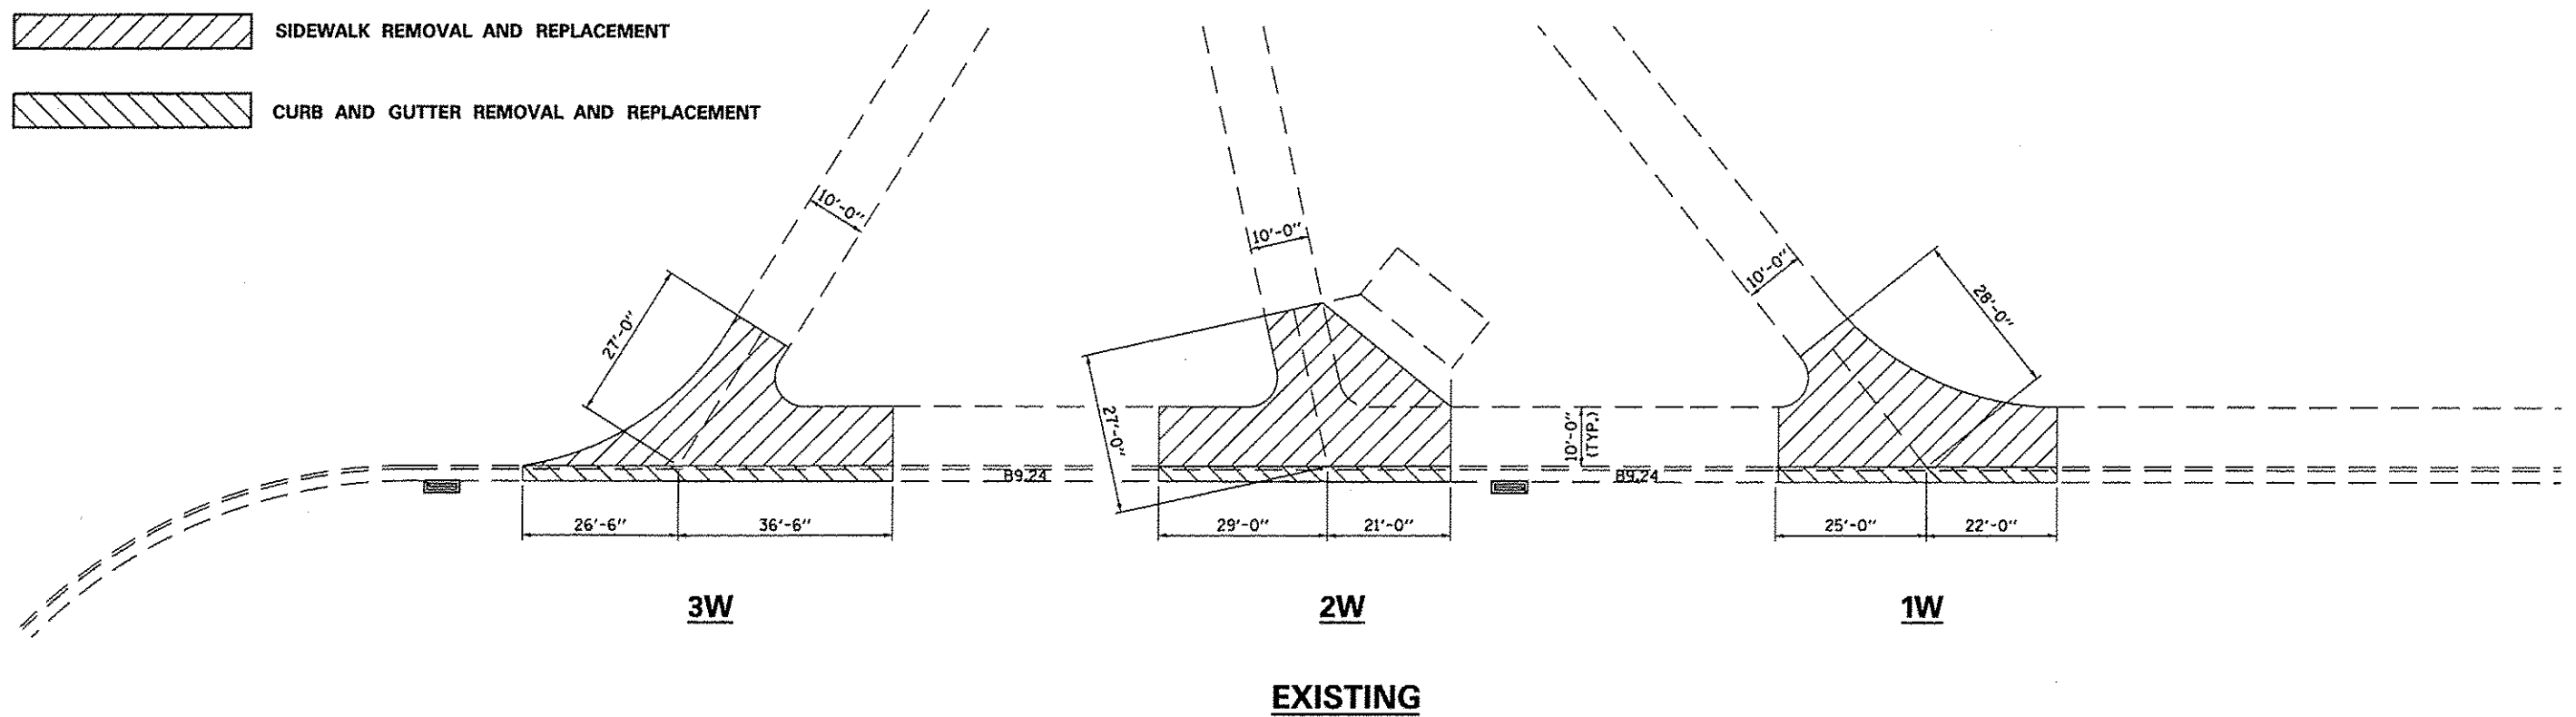 SIDEWALK REMOVAL AND REPLACEMENT
CURB AND GUTTER REMOVAL AND REPLACEMENT
10'-0"
10'-0"
10'-0"
27'-0"
27'-0"
28'-0"
10'-0"
(TYP.)
89.24
89.24
26'-6"
36'-6"
29'-0"
21'-0"
25'-0"
22'-0"
3W
2W
1W
EXISTING